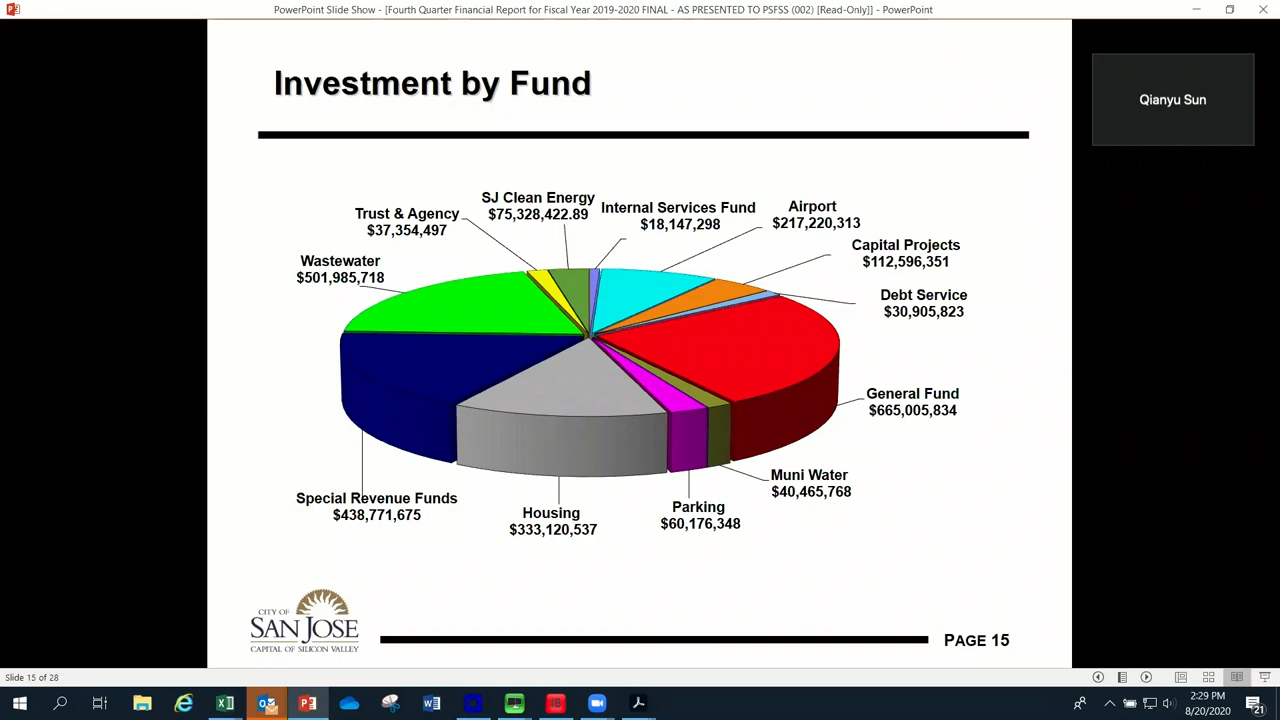 PowerPoint Slide Show - [Fourth Quarter Financial Report for Fiscal Year 2019-2020 FINAL - AS PRESENTED TO PSFSS (002) [Read-Only]] - PowerPoint
Investment by Fund
Qianyu Sun
SJ Clean Energy
$75,328,422.89
Internal Services Fund
$18,147,298
Airport
$217,220,313
Trust & Agency
$37,354,497
Capital Projects
$112,596,351
Wastewater
$501,985,718
Debt Service
$30,905,823
General Fund
$665,005,834
Muni Water
$40,465,768
Special Revenue Funds
$438,771,675
Housing
$333,120,537
Parking
$60,176,348
CITY OF
SAN JOSE
CAPITAL OF SILICON VALLEY
PAGE 15
Slide 15 of 28
2:29 PM
8/20/2020
21